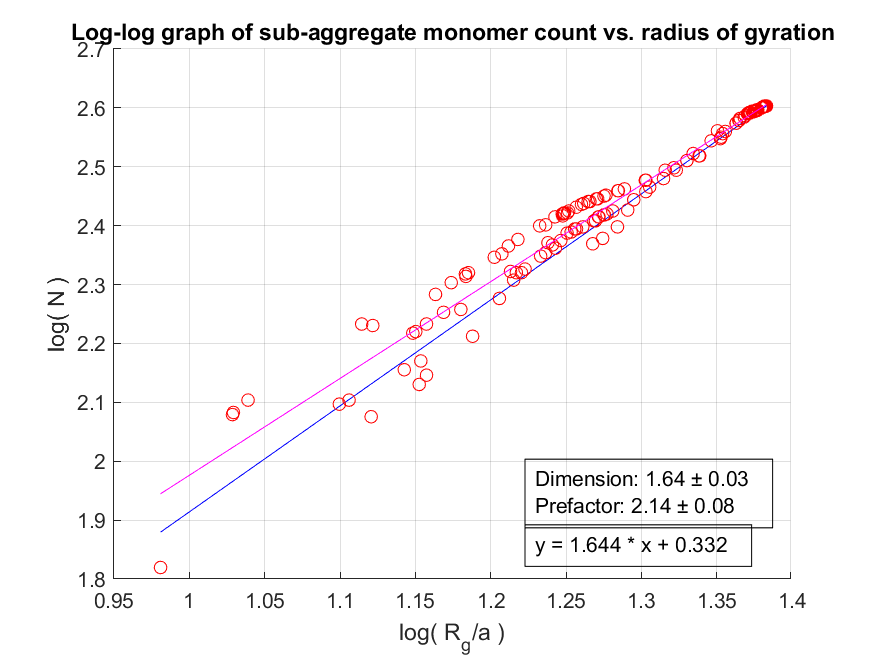 Log-log graph of sub-aggregate monomer count vs. radius of gyration
2.7
2.6
2.5
2.4
2.3
2.2
2.1
2
1.9
1.8
log( N )
Dimension: 1.64 ± 0.03
Prefactor: 2.14 ± 0.08
y = 1.644 * x + 0.332
0.95 1 1.05 1.1 1.15 1.2 1.25 1.3 1.35 1.4
log( R_g/a )